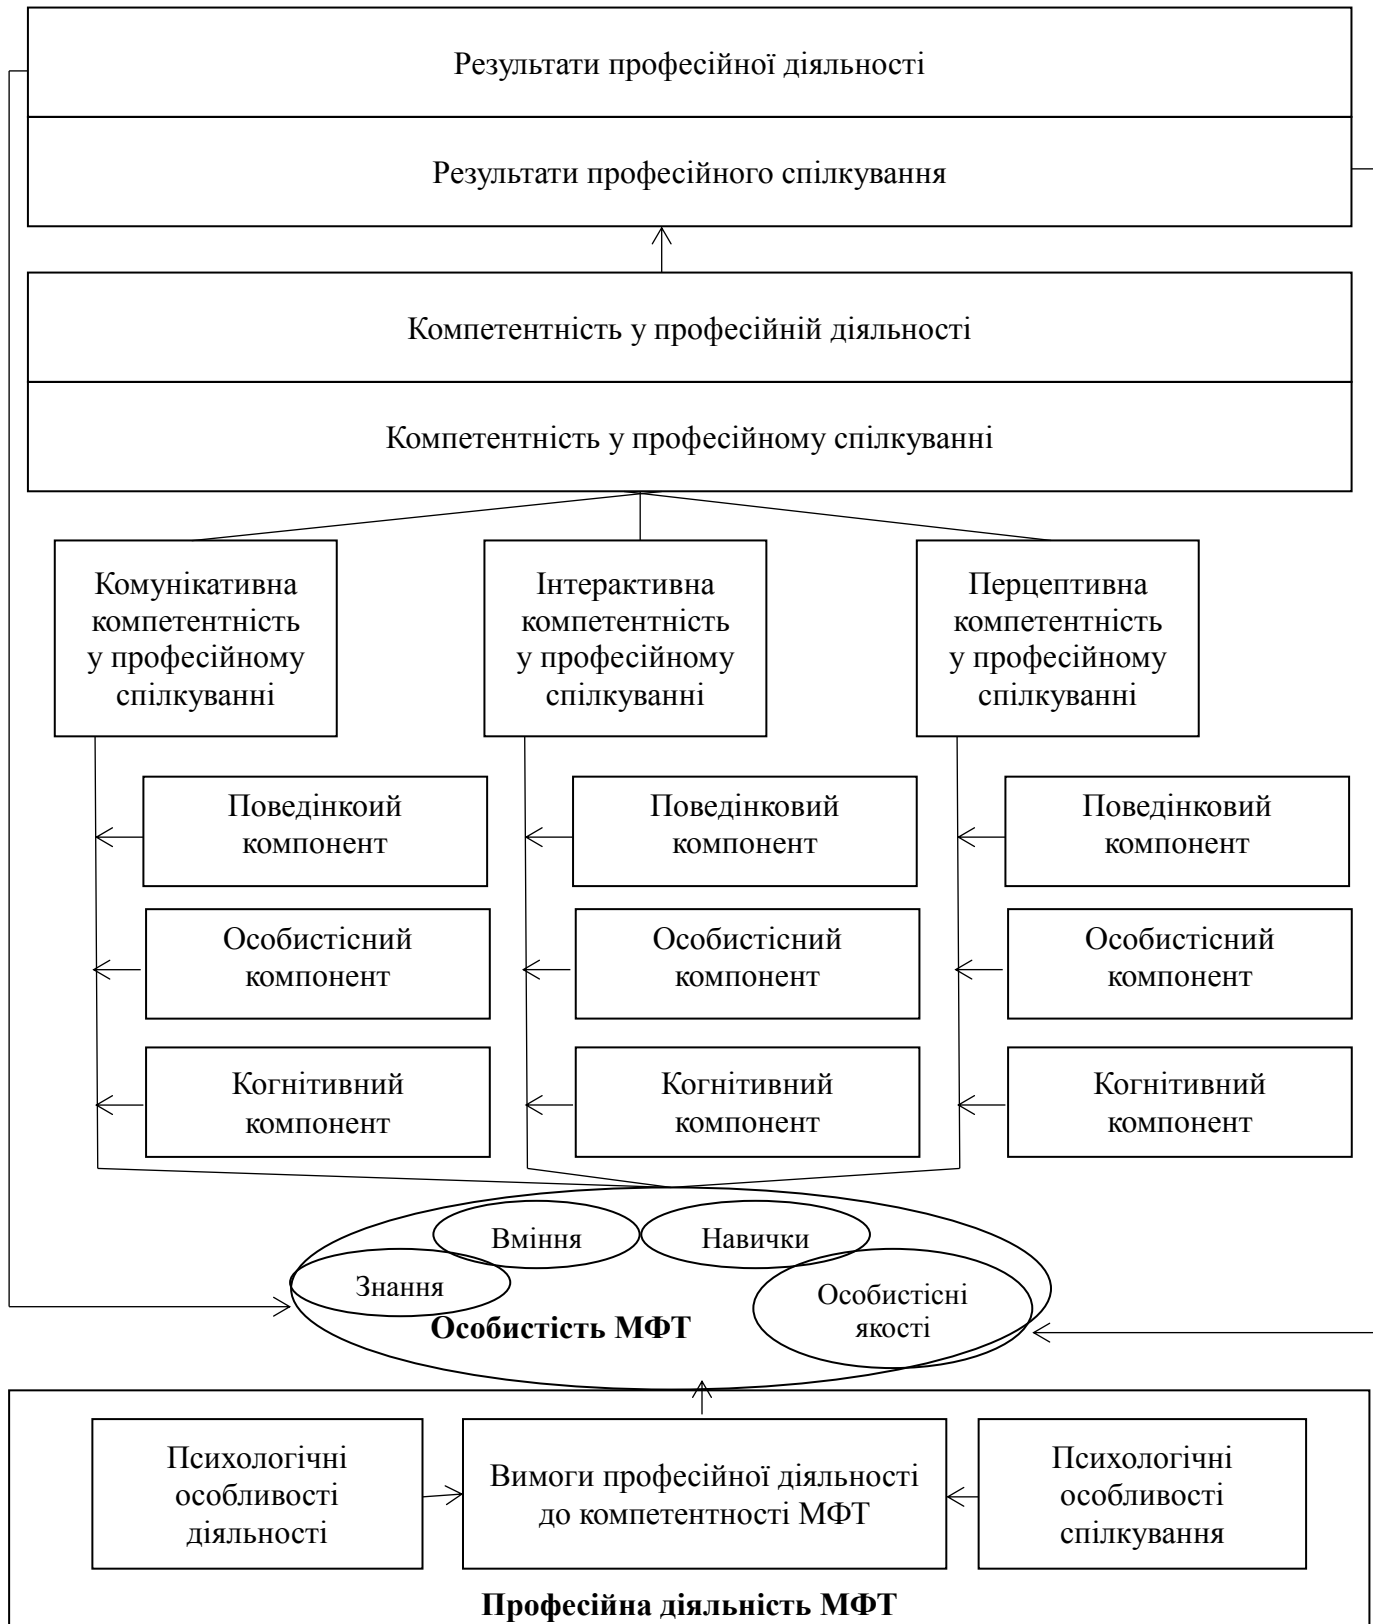 Результати професійної діяльності
Результати професійного спілкування
Компетентність у професійній діяльності
Компетентність у професійному спілкуванні
Комунікативна
компетентність
у професійному
спілкуванні
Інтерактивна
компетентність
у професійному
спілкуванні
Перцептивна
компетентність
у професійному
спілкуванні
Поведінкоий
компонент
Поведінковий
компонент
Поведінковий
компонент
Особистісний
компонент
Особистісний
компонент
Особистісний
компонент
Когнітивний
компонент
Когнітивний
компонент
Когнітивний
компонент
Вміння
Навички
Знання
Особистісні
якості
Особистість МФТ
Психологічні
особливості
діяльності
Вимоги професійної діяльності
до компетентності МФТ
Психологічні
особливості
спілкування
Професійна діяльність МФТ